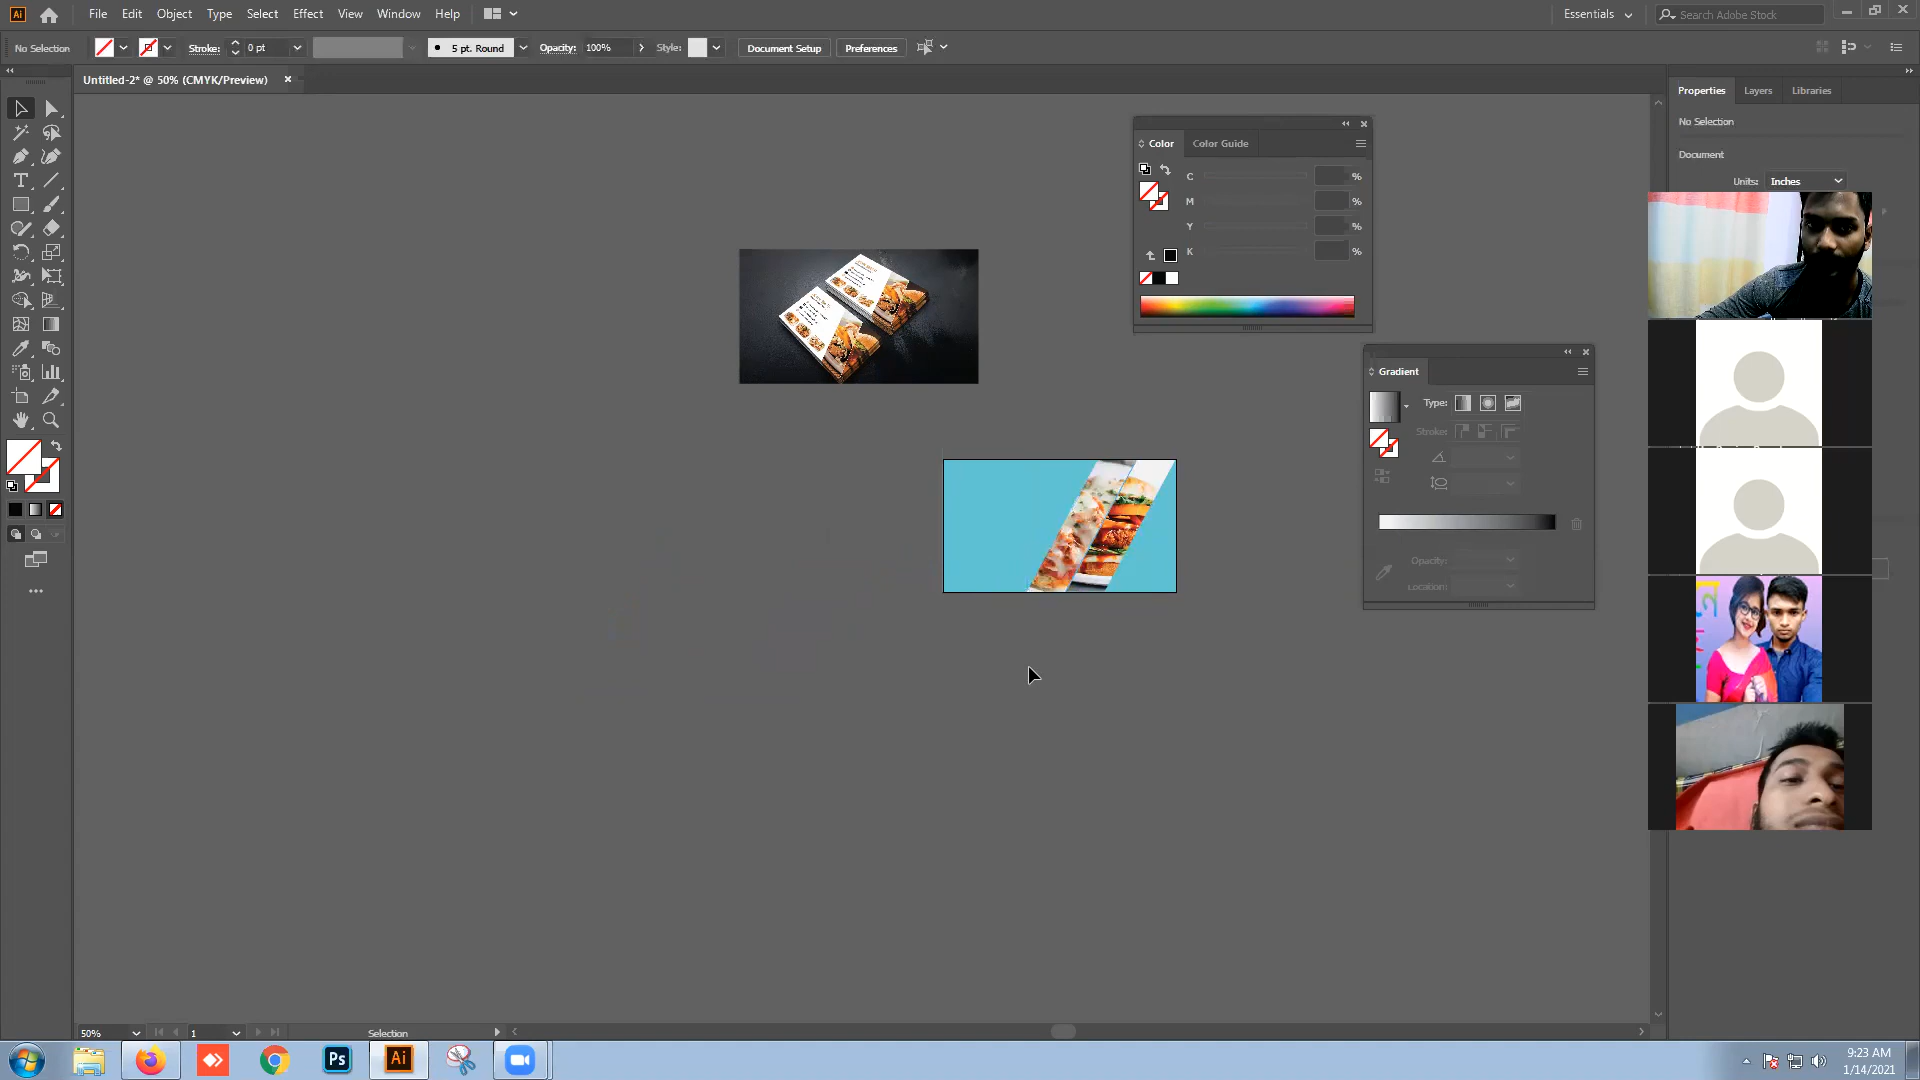 Ai File Edit Object Type Select Effect View Window Help Essentials Search Adobe Stock
No Selection Stroke: 0 pt 5 pt. Round Opacity: 100% Style: Document Setup Preferences
Untitled-2* @ 50% (CMYK/Preview)
Properties Layers Libraries
No Selection
Document
Units: Inches
Color Color Guide
C %
M %
Y %
K %
Gradient
Type:
Stroke:
Opacity:
Location:
50% 1 Selection
Ps Ai
9:23 AM
1/14/2021